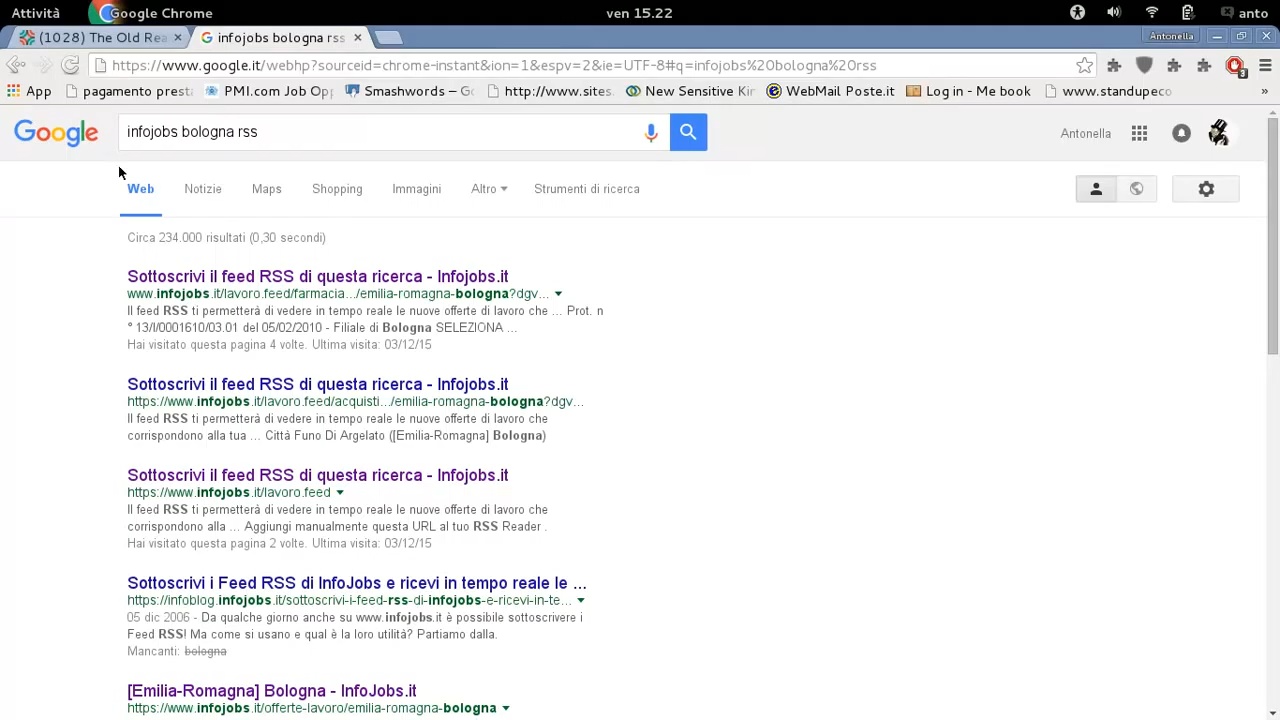 Attività
Google Chrome
ven 15.22
anto
(1028) The Old Rea
infojobs bologna rss
Antonella
https://www.google.it/webhp?sourceid=chrome-instant&ion=1&espv=2&ie=UTF-8#q=infojobs%20bologna%20rss
3
App
pagamento presti
PMI.com Job Opp
Smashwords – Ge
http://www.sites.
New Sensitive Kir
WebMail Poste.it
Log in - Me book
www.standupeco
»
Google
infojobs bologna rss
Antonella
Web
Notizie
Maps
Shopping
Immagini
Altro
Strumenti di ricerca
Circa 234.000 risultati (0,30 secondi)
Sottoscrivi il feed RSS di questa ricerca - Infojobs.it
www.infojobs.it/lavoro.feed/farmacia.../emilia-romagna-bologna?dgv...
Il feed RSS ti permetterà di vedere in tempo reale le nuove offerte di lavoro che ... Prot. n
° 13/I/0001610/03.01 del 05/02/2010 - Filiale di Bologna SELEZIONA ...
Hai visitato questa pagina 4 volte. Ultima visita: 03/12/15
Sottoscrivi il feed RSS di questa ricerca - Infojobs.it
https://www.infojobs.it/lavoro.feed/acquisti.../emilia-romagna-bologna?dgv...
Il feed RSS ti permetterà di vedere in tempo reale le nuove offerte di lavoro che
corrispondono alla tua ... Città Funo Di Argelato ([Emilia-Romagna] Bologna)
Sottoscrivi il feed RSS di questa ricerca - Infojobs.it
https://www.infojobs.it/lavoro.feed
Il feed RSS ti permetterà di vedere in tempo reale le nuove offerte di lavoro che
corrispondono alla ... Aggiungi manualmente questa URL al tuo RSS Reader .
Hai visitato questa pagina 2 volte. Ultima visita: 03/12/15
Sottoscrivi i Feed RSS di InfoJobs e ricevi in tempo reale le ...
https://infoblog.infojobs.it/sottoscrivi-i-feed-rss-di-infojobs-e-ricevi-in-te...
05 dic 2006 - Da qualche giorno anche su www.infojobs.it è possibile sottoscrivere i
Feed RSS! Ma come si usano e qual è la loro utilità? Partiamo dalla.
Mancanti: bologna
[Emilia-Romagna] Bologna - InfoJobs.it
https://www.infojobs.it/offerte-lavoro/emilia-romagna-bologna